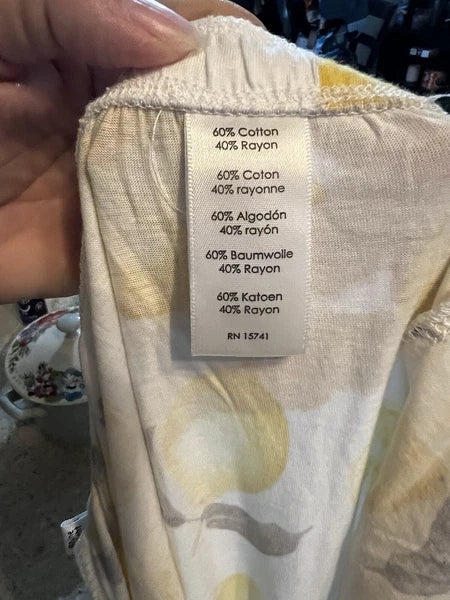 60% Cotton
40% Rayon
60% Coton
40% rayonne
60% Algodón
40% rayón
60% Baumwolle
40% Rayon
60% Katoen
40% Rayon
RN 15741